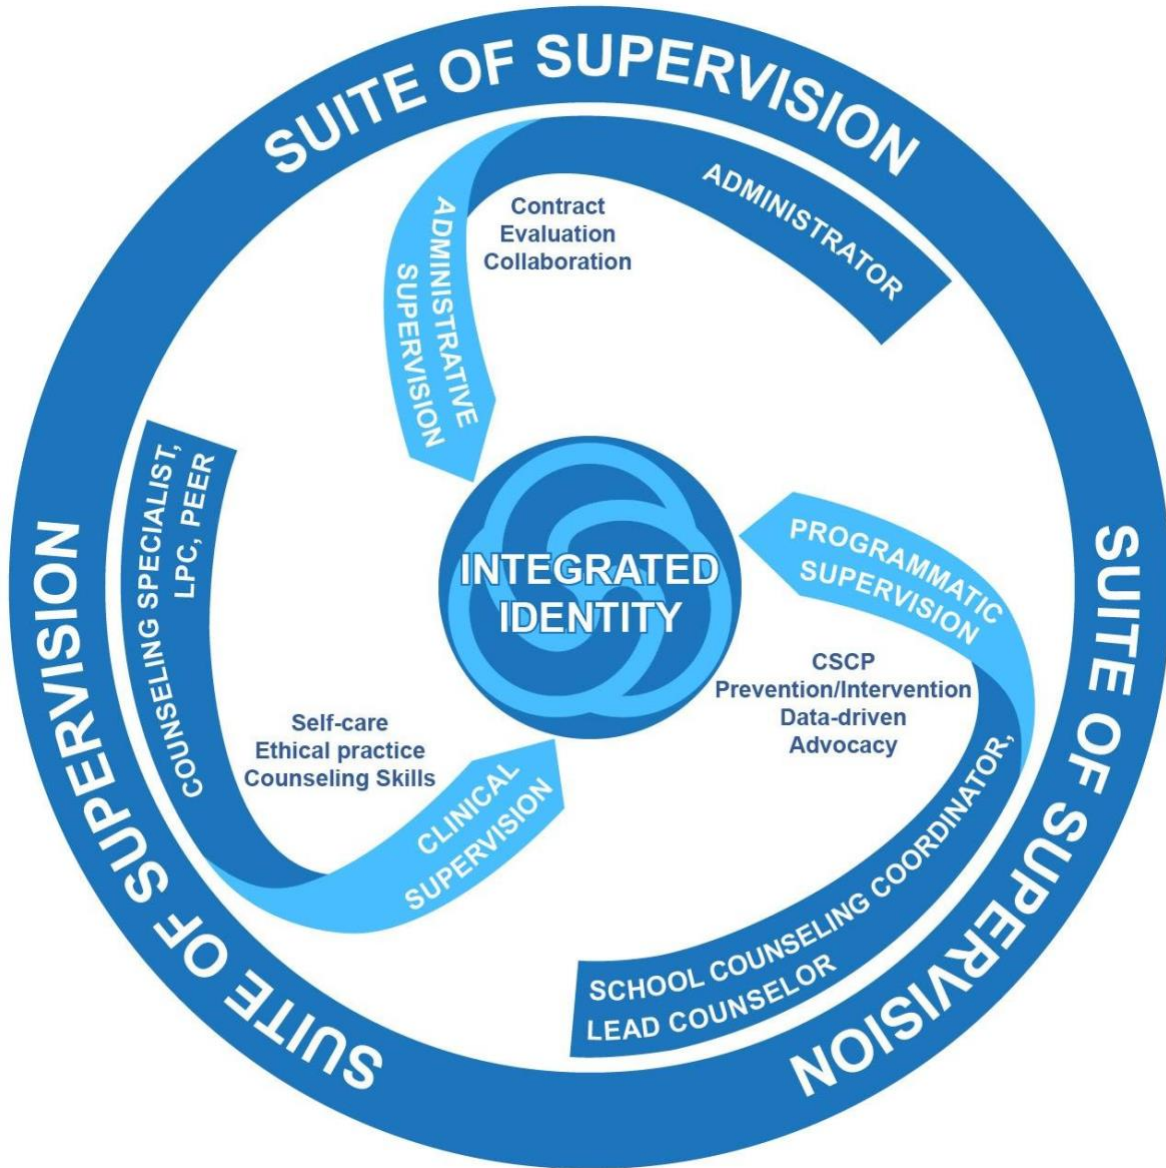 SUITE OF SUPERVISION
ADMINISTRATOR
ADMINISTRATIVE
SUPERVISION
Contract
Evaluation
Collaboration
SUITE OF SUPERVISION
SCHOOL COUNSELING COORDINATOR,
LEAD COUNSELOR
PROGRAMMATIC
SUPERVISION
CSCP
Prevention/Intervention
Data-driven
Advocacy
SUITE OF SUPERVISION
COUNSELING SPECIALIST,
LPC, PEER
CLINICAL
SUPERVISION
Self-care
Ethical practice
Counseling Skills
INTEGRATED
IDENTITY